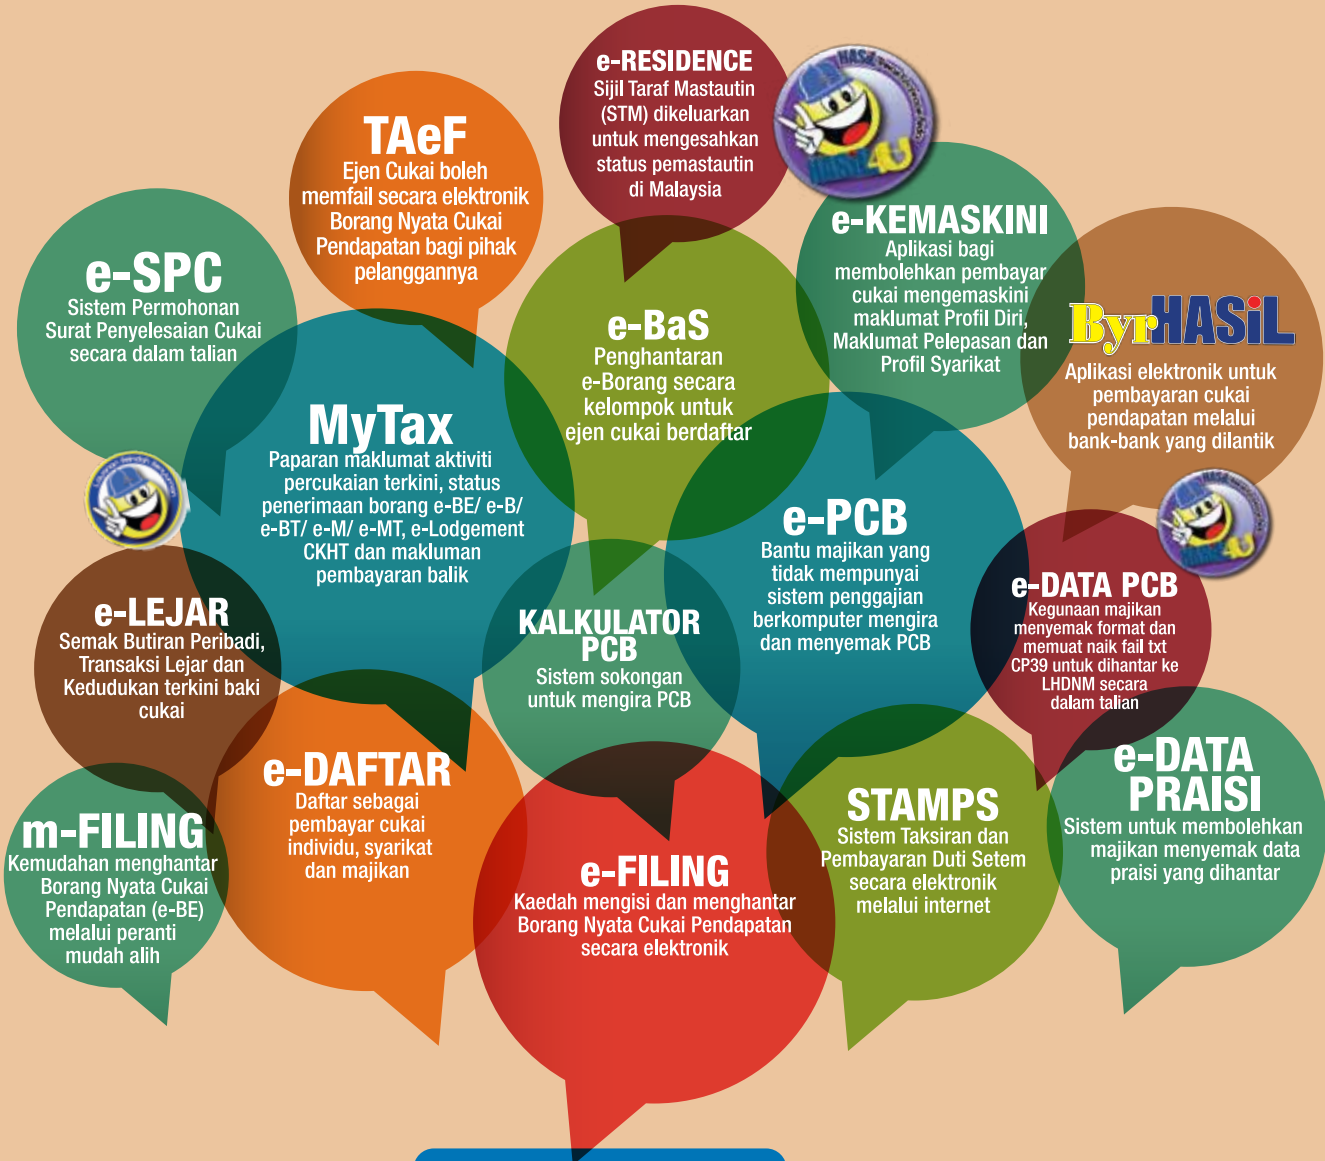 e-RESIDENCE
Sijil Taraf Mastautin
(STM) dikeluarkan
untuk mengesahkan
status pemastautin
di Malaysia
TAeF
Ejen Cukai boleh
memfail secara elektronik
Borang Nyata Cukai
Pendapatan bagi pihak
pelanggannya
HASiL4U
e-KEMASKINI
Aplikasi bagi
membolehkan pembayar
cukai mengemaskini
maklumat Profil Diri,
Maklumat Pelepasan dan
Profil Syarikat
e-SPC
Sistem Permohonan
Surat Penyelesaian Cukai
secara dalam talian
e-BaS
Penghantaran
e-Borang secara
kelompok untuk
ejen cukai berdaftar
ByrHASiL
Aplikasi elektronik untuk
pembayaran cukai
pendapatan melalui
bank-bank yang dilantik
MyTax
Paparan maklumat aktiviti
percukaian terkini, status
penerimaan borang e-BE/ e-B/
e-BT/ e-M/ e-MT, e-Lodgement
CKHT dan makluman
pembayaran balik
e-PCB
Bantu majikan yang
tidak mempunyai
sistem penggajian
berkomputer mengira
dan menyemak PCB
HASiL4U
e-DATA PCB
Kegunaan majikan
menyemak format dan
memuat naik fail txt
CP39 untuk dihantar ke
LHDNM secara
dalam talian
e-LEJAR
Semak Butiran Peribadi,
Transaksi Lejar dan
Kedudukan terkini baki
cukai
KALKULATOR
PCB
Sistem sokongan
untuk mengira PCB
e-DAFTAR
Daftar sebagai
pembayar cukai
individu, syarikat
dan majikan
e-DATA
PRAISI
Sistem untuk membolehkan
majikan menyemak data
praisi yang dihantar
m-FILING
Kemudahan menghantar
Borang Nyata Cukai
Pendapatan (e-BE)
melalui peranti
mudah alih
STAMPS
Sistem Taksiran dan
Pembayaran Duti Setem
secara elektronik
melalui internet
e-FILING
Kaedah mengisi dan menghantar
Borang Nyata Cukai Pendapatan
secara elektronik